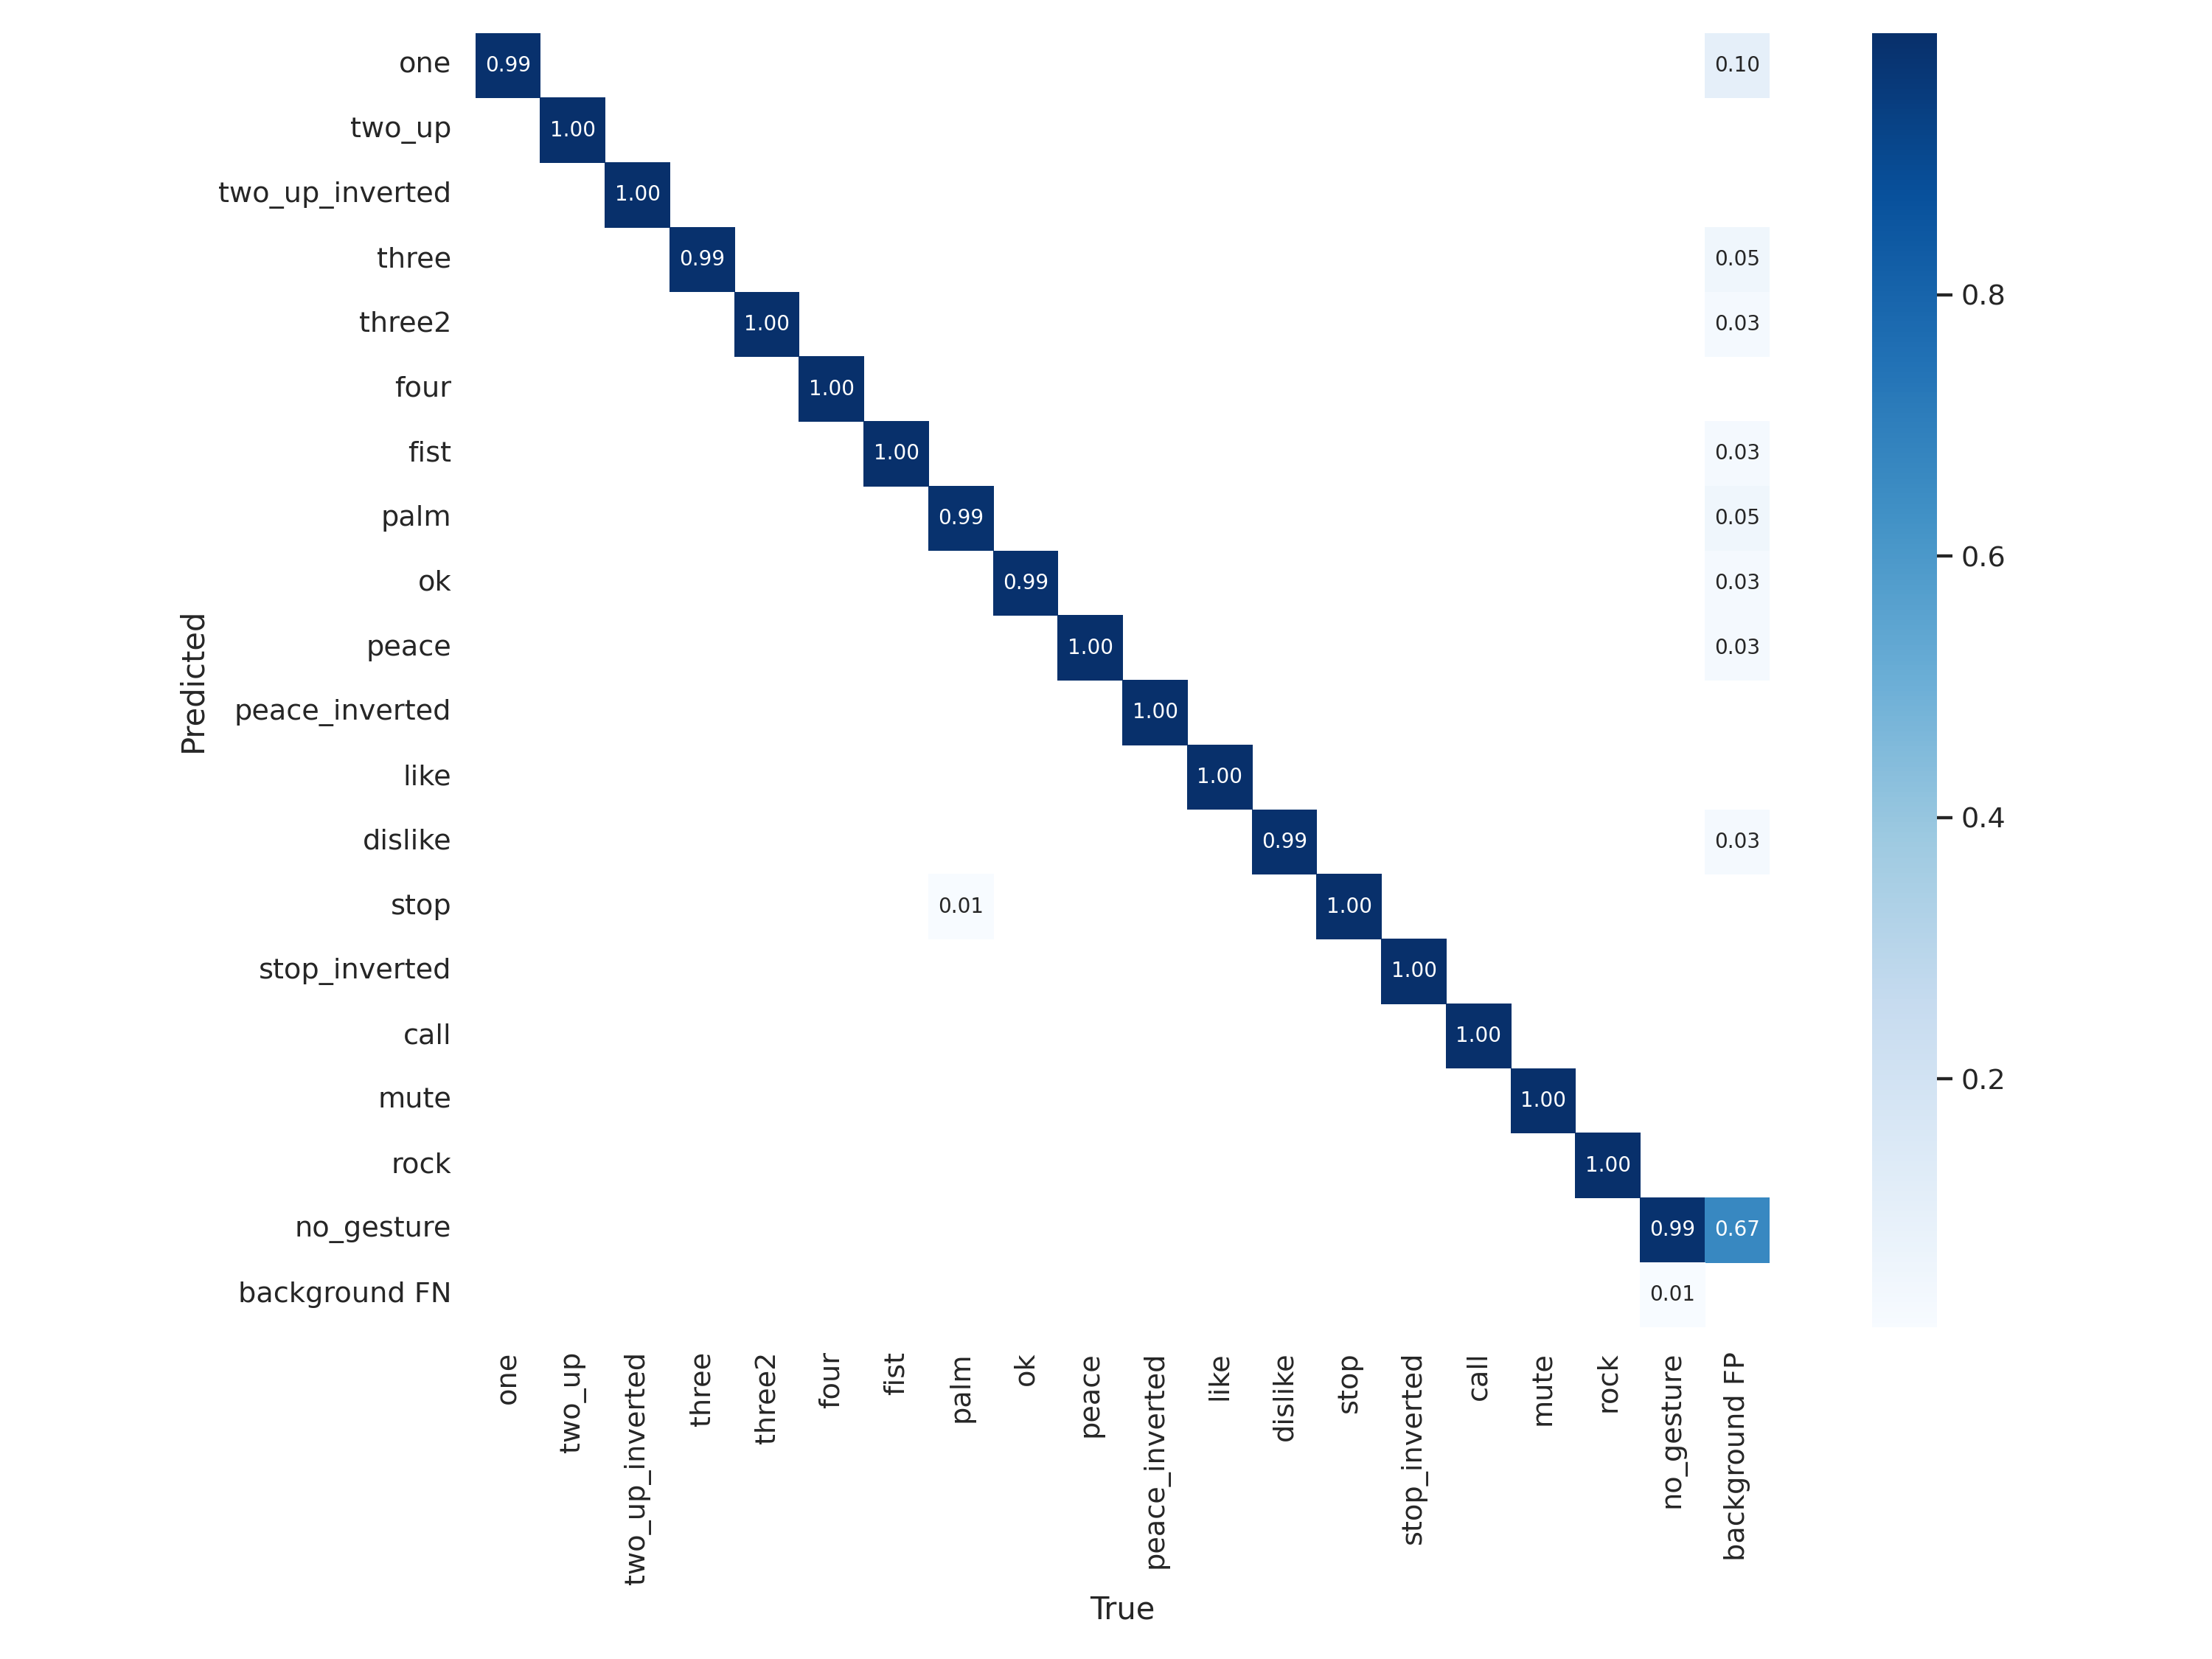 one 0.99 0.10
two_up 1.00
two_up_inverted 1.00
three 0.99 0.05
three2 1.00 0.03
four 1.00
fist 1.00 0.03
palm 0.99 0.05
ok 0.99 0.03
peace 1.00 0.03
peace_inverted 1.00
like 1.00
dislike 0.99 0.03
stop 0.01 1.00
stop_inverted 1.00
call 1.00
mute 1.00
rock 1.00
no_gesture 0.99 0.67
background FN 0.01
Predicted
one
two_up
two_up_inverted
three
three2
four
fist
palm
ok
peace
peace_inverted
like
dislike
stop
stop_inverted
call
mute
rock
no_gesture
background FP
True
0.8
0.6
0.4
0.2